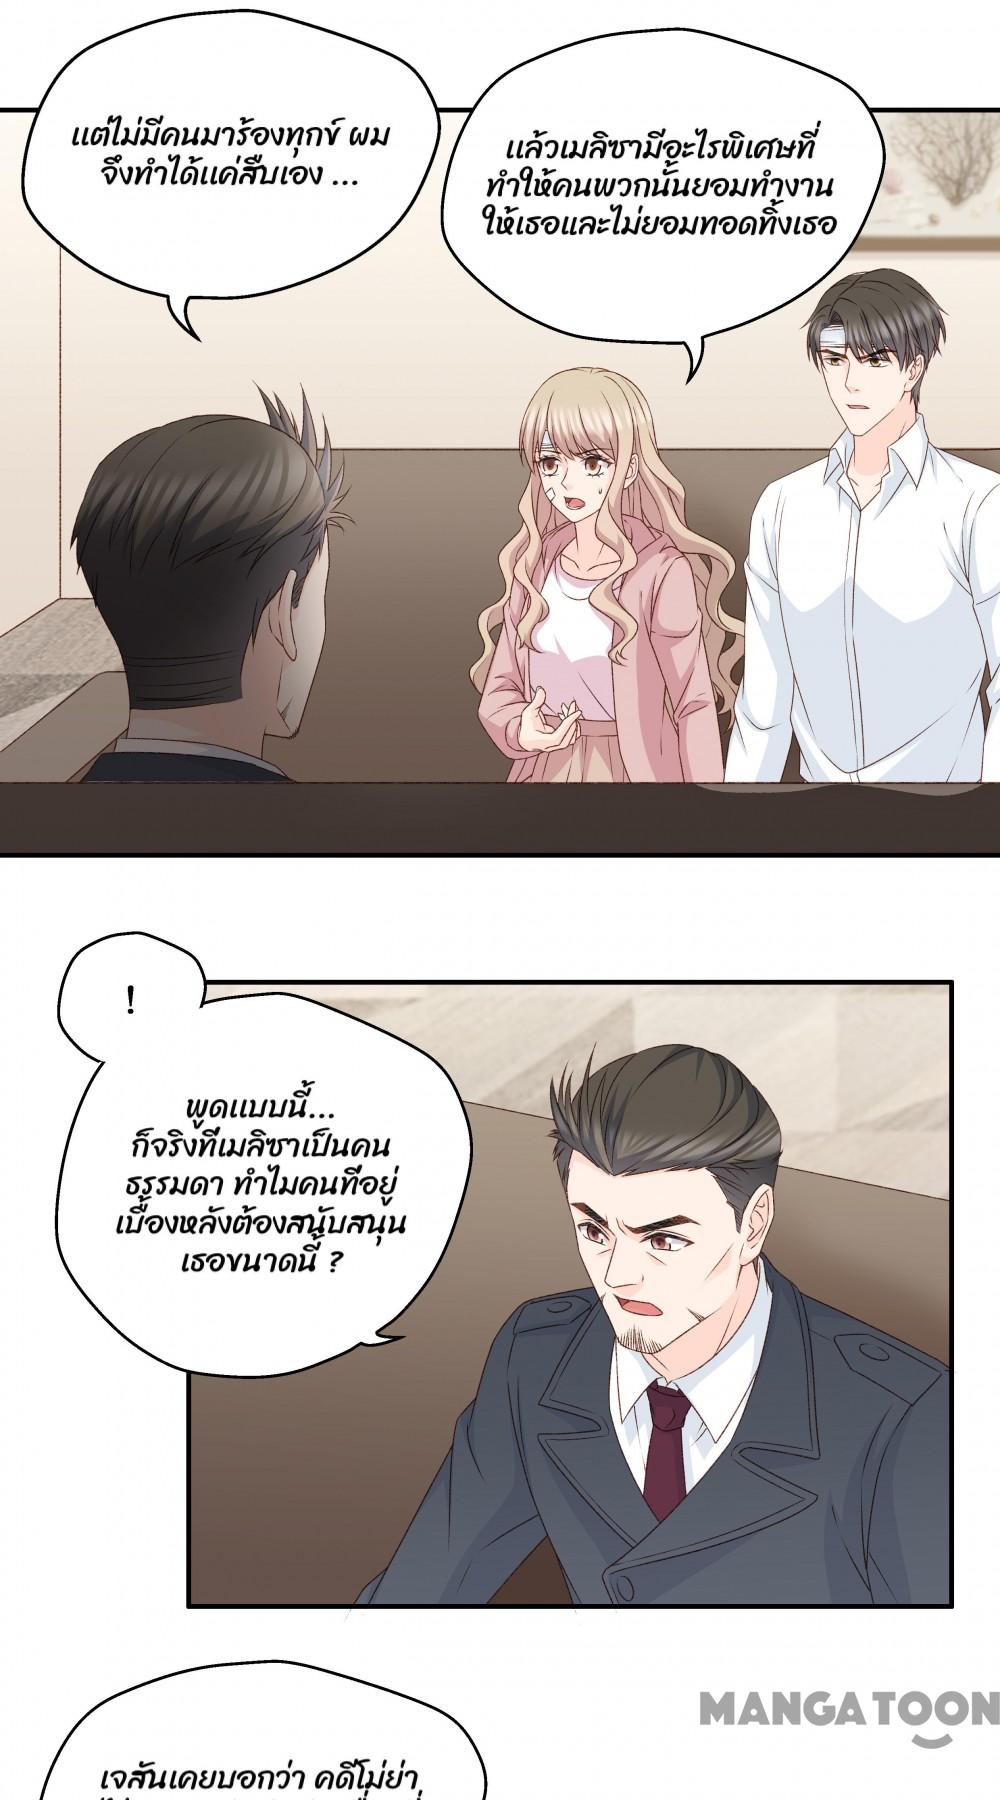 แต่ไม่มีคนมาร้องทุกข์ ผม
จึงทำได้แค่สืบเอง ...
แล้วเมลิซามีอะไรพิเศษที่
ทำให้คนพวกนั้นยอมทำงาน
ให้เธอและไม่ยอมทอดทิ้งเธอ
!
พูดแบบนี้...
ก็จริงที่เมลิซาเป็นคน
ธรรมดา ทำไมคนที่อยู่
เบื้องหลังต้องสนับสนุน
เธอขนาดนี้ ?
MANGATOON
เจสันเคยบอกว่า คดีโม่ย่า